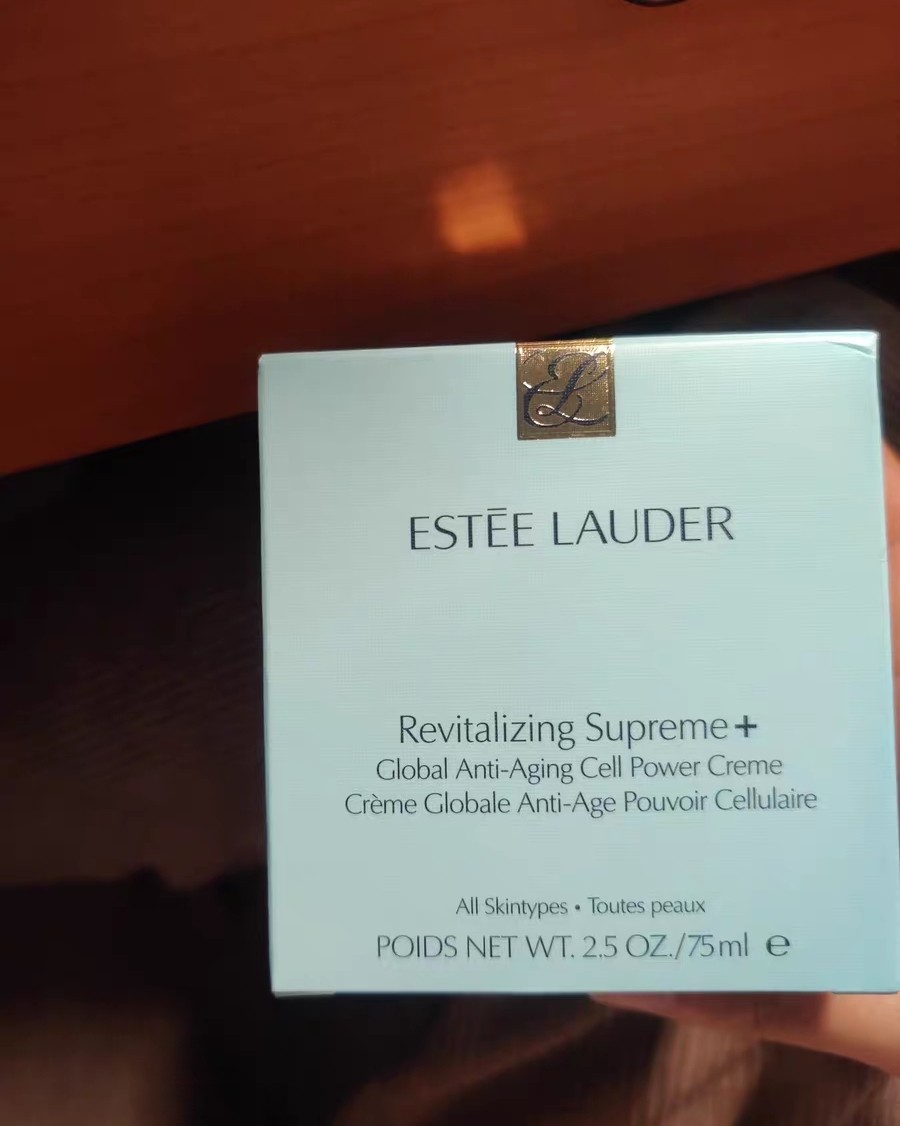 EL
ESTĒE LAUDER
Revitalizing Supreme+
Global Anti-Aging Cell Power Creme
Crème Globale Anti-Age Pouvoir Cellulaire
All Skintypes • Toutes peaux
POIDS NET WT. 2.5 OZ./75ml ℮